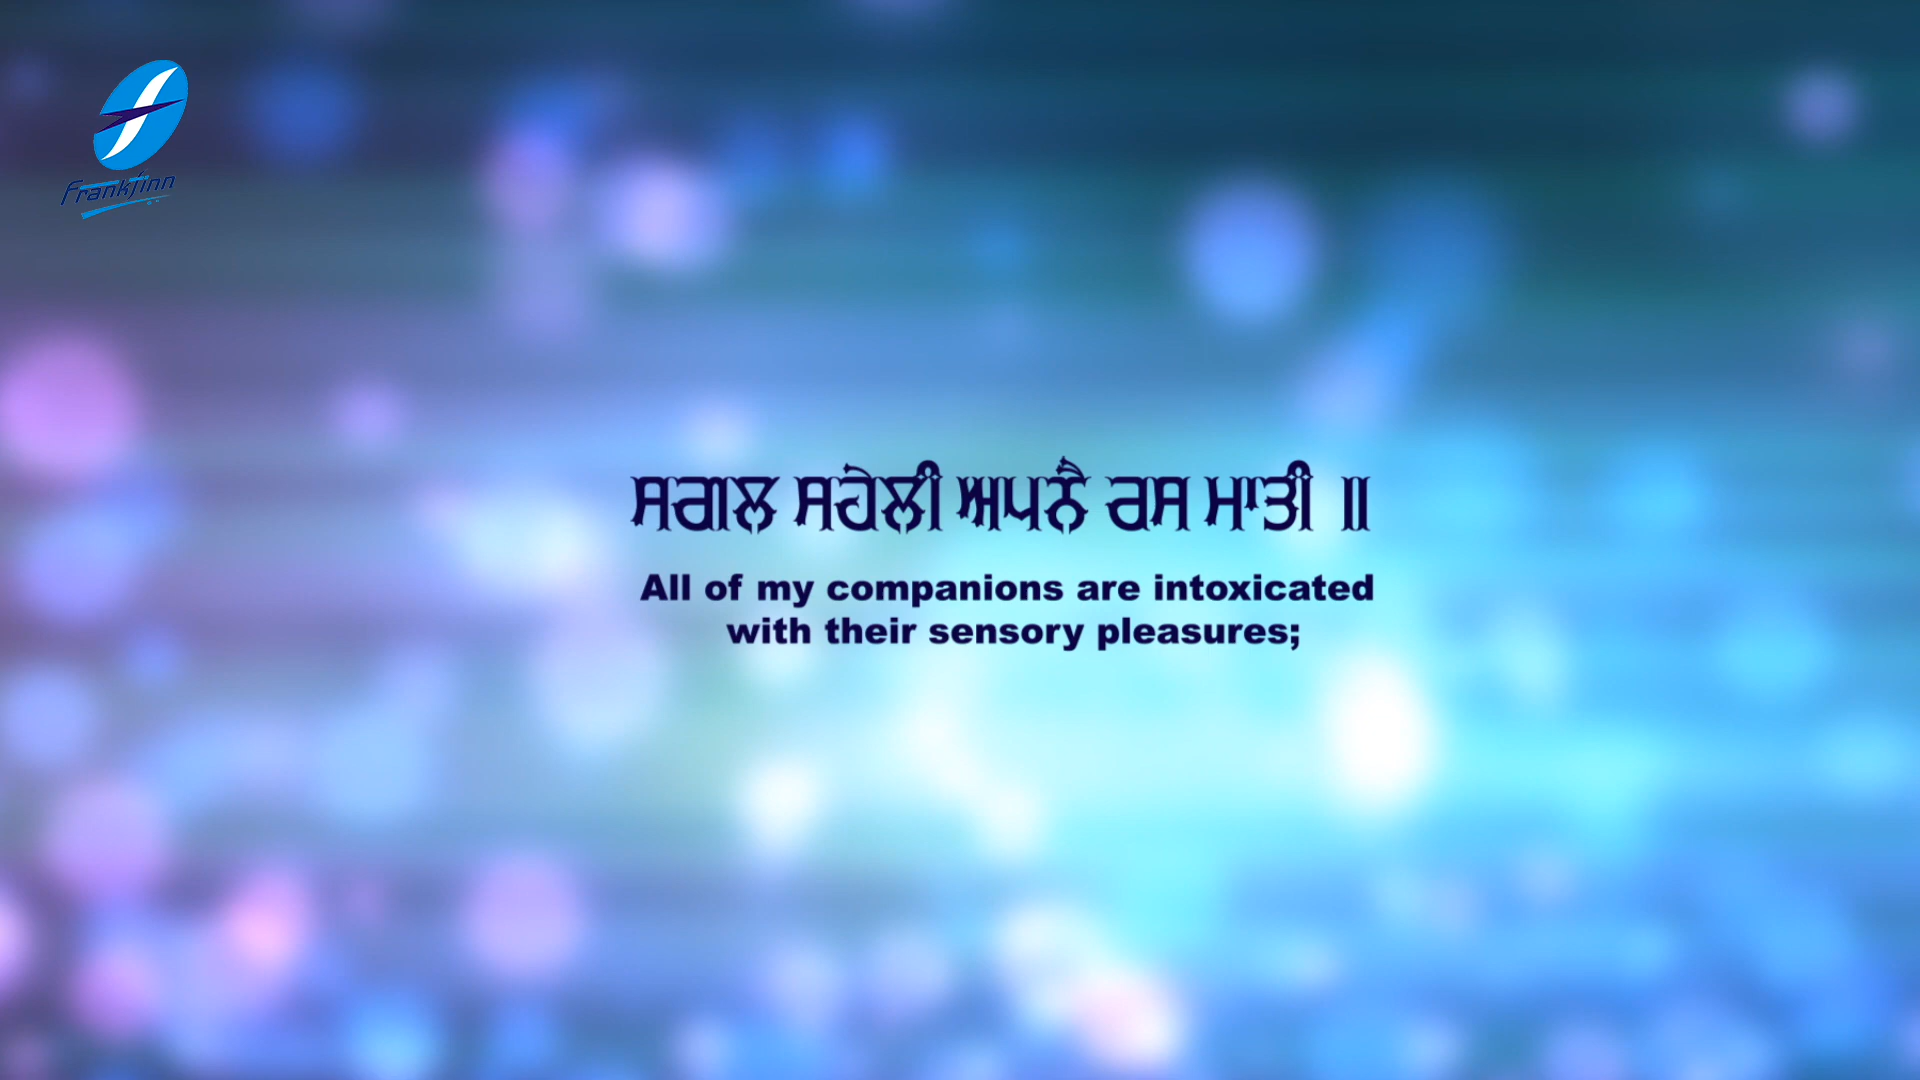 Frankfinn
ਸਗਲ ਸਹੇਲੀ ਅਪਨੈ ਰਸ ਮਾਤੀ ॥
All of my companions are intoxicated
with their sensory pleasures;